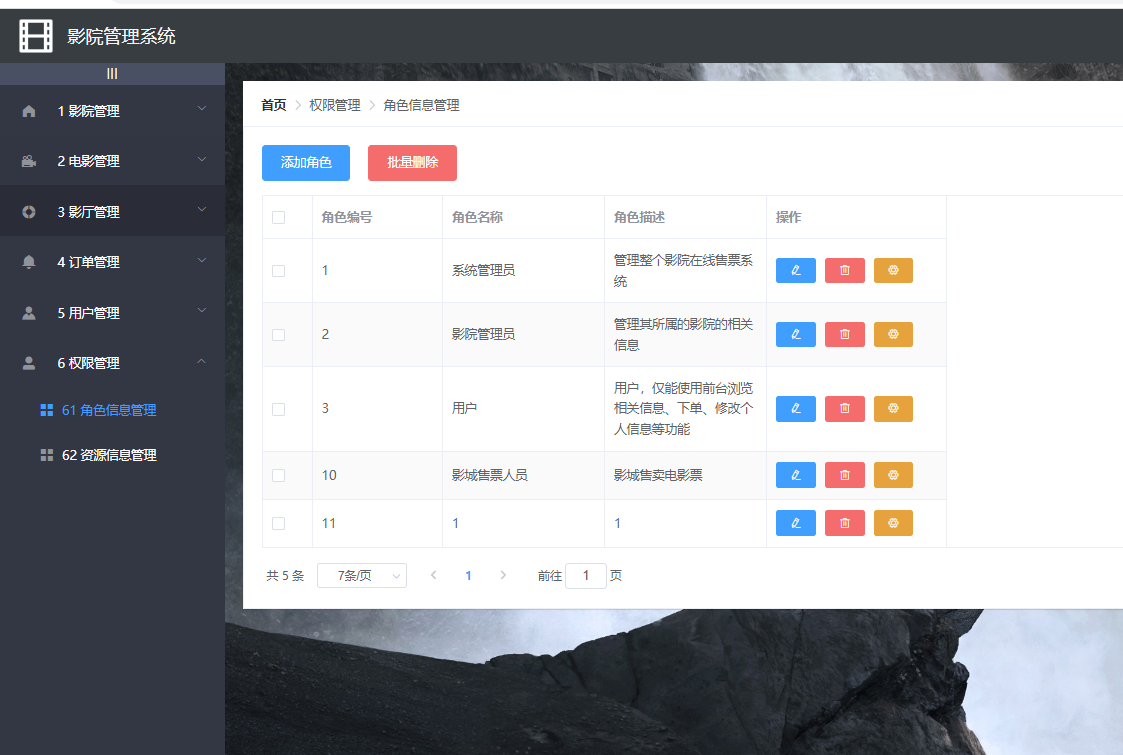 影院管理系统
1 影院管理
2 电影管理
3 影厅管理
4 订单管理
5 用户管理
6 权限管理
61 角色信息管理
62 资源信息管理
首页 权限管理 角色信息管理
添加角色 批量删除
角色编号 角色名称 角色描述 操作
1 系统管理员 管理整个影院在线售票系
统
2 影院管理员 管理其所属的影院的相关
信息
3 用户 用户，仅能使用前台浏览
相关信息、下单、修改个
人信息等功能
10 影城售票人员 影城售卖电影票
11 1 1
共 5 条 7条/页 1 前往 1 页